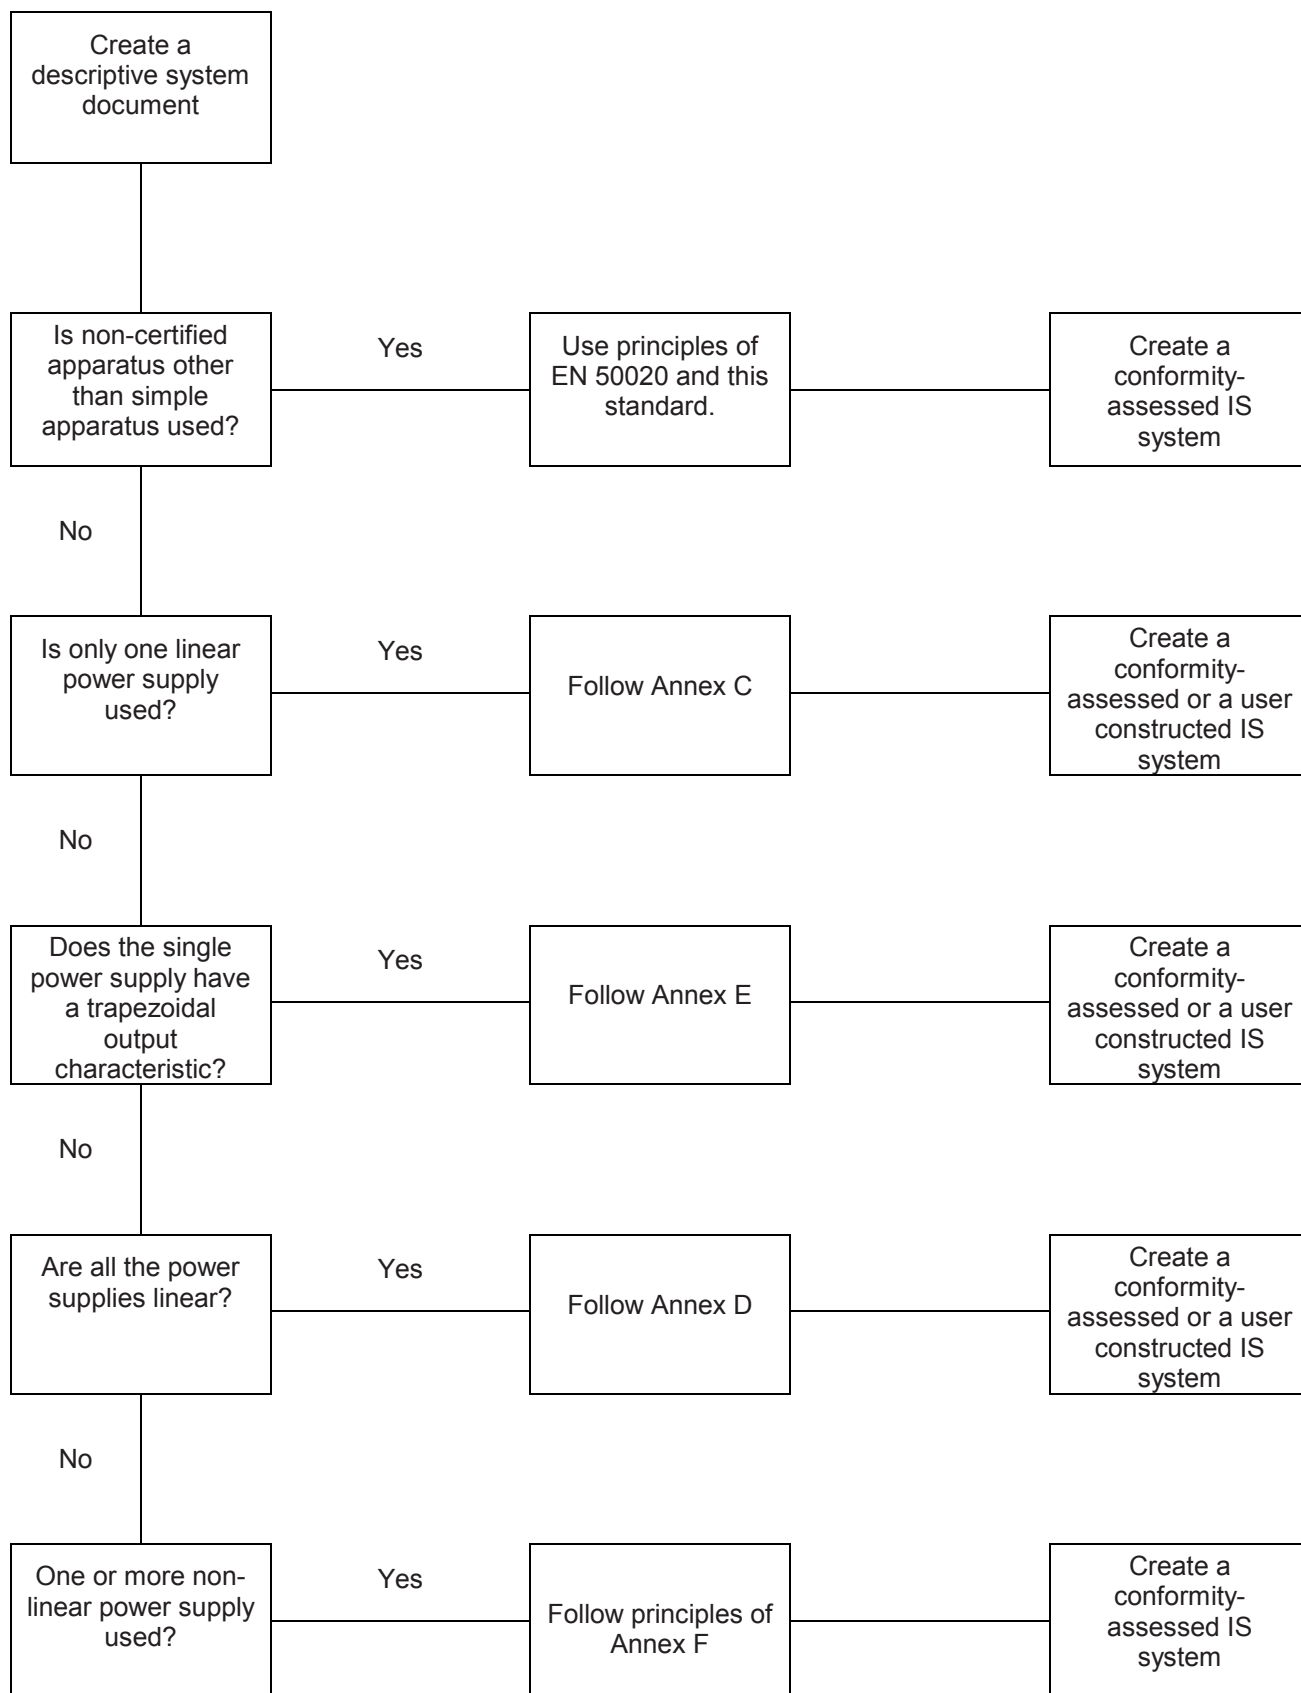 Create a
descriptive system
document
Is non-certified
apparatus other
than simple
apparatus used?
Yes
Use principles of
EN 50020 and this
standard.
Create a
conformity-
assessed IS
system
No
Is only one linear
power supply
used?
Yes
Follow Annex C
Create a
conformity-
assessed or a user
constructed IS
system
No
Does the single
power supply have
a trapezoidal
output
characteristic?
Yes
Follow Annex E
Create a
conformity-
assessed or a user
constructed IS
system
No
Are all the power
supplies linear?
Yes
Follow Annex D
Create a
conformity-
assessed or a user
constructed IS
system
No
One or more non-
linear power supply
used?
Yes
Follow principles of
Annex F
Create a
conformity-
assessed IS
system